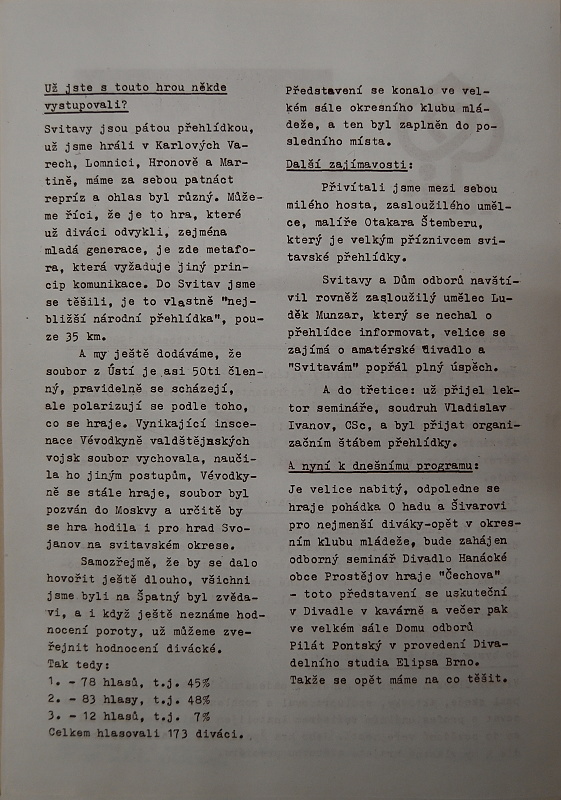 Už jste s touto hrou někde
vystupovali?
Svitavy jsou pátou přehlídkou,
už jsme hráli v Karlových Va-
rech, Lomnici, Hronově a Mar-
tině, máme za sebou patnáct
repríz a ohlas byl různý. Může-
me říci, že je to hra, které
už diváci odvykli, zejména
mladá generace, je zde metafo-
ra, která vyžaduje jiný prin-
cip komunikace. Do Svitav jsme
se těšili, je to vlastně "nej-
bližší národní přehlídka", pou-
ze 35 km.
A my ještě dodáváme, že
soubor z Ústí je asi 50ti člen-
ný, pravidelně se scházejí,
ale polarizují se podle toho,
co se hraje. Vynikající insce-
nace Vévodkyně valdštejnských
vojsk soubor vychovala, nauči-
la ho jiným postupům, Vévodky-
ně se stále hraje, soubor byl
pozván do Moskvy a určitě by
se hra hodila i pro hrad Svo-
janov na svitavském okrese.
Samozřejmě, že by se dalo
hovořit ještě dlouho, všichni
jsme byli na Špatný byl zvěda-
vi, a i když ještě neznáme hod-
nocení poroty, už můžeme zve-
řejnit hodnocení divácké.
Tak tedy:
1. - 78 hlasů, t.j. 45%
2. - 83 hlasy, t.j. 48%
3. - 12 hlasů, t.j. 7%
Celkem hlasovali 173 diváci.
Představení se konalo ve vel-
kém sále okresního klubu mlá-
deže, a ten byl zaplněn do po-
sledního místa.
Další zajímavosti:
Přivítali jsme mezi sebou
milého hosta, zasloužilého uměl-
ce, malíře Otakara Štemberu,
který je velkým příznivcem svi-
tavské přehlídky.
Svitavy a Dům odborů navští-
vil rovněž zasloužilý umělec Lu-
děk Munzar, který se nechal o
přehlídce informovat, velice se
zajímá o amatérské divadlo a
"Svitavám" popřál plný úspěch.
A do třetice: už přijel lek-
tor semináře, soudruh Vladislav
Ivanov, CSc, a byl přijat organi-
začním štábem přehlídky.
A nyní k dnešnímu programu:
Je velice nabitý, odpoledne se
hraje pohádka O hadu a Šivarovi
pro nejmenší diváky-opět v okres-
ním klubu mládeže, bude zahájen
odborný seminář Divadlo Hanácké
obce Prostějov hraje "Čechova"
- toto představení se uskuteční
v Divadle v kavárně a večer pak
ve velkém sále Domu odborů
Pilát Pontský v provedení Diva-
delního studia Elipsa Brno.
Takže se opět máme na co těšit.